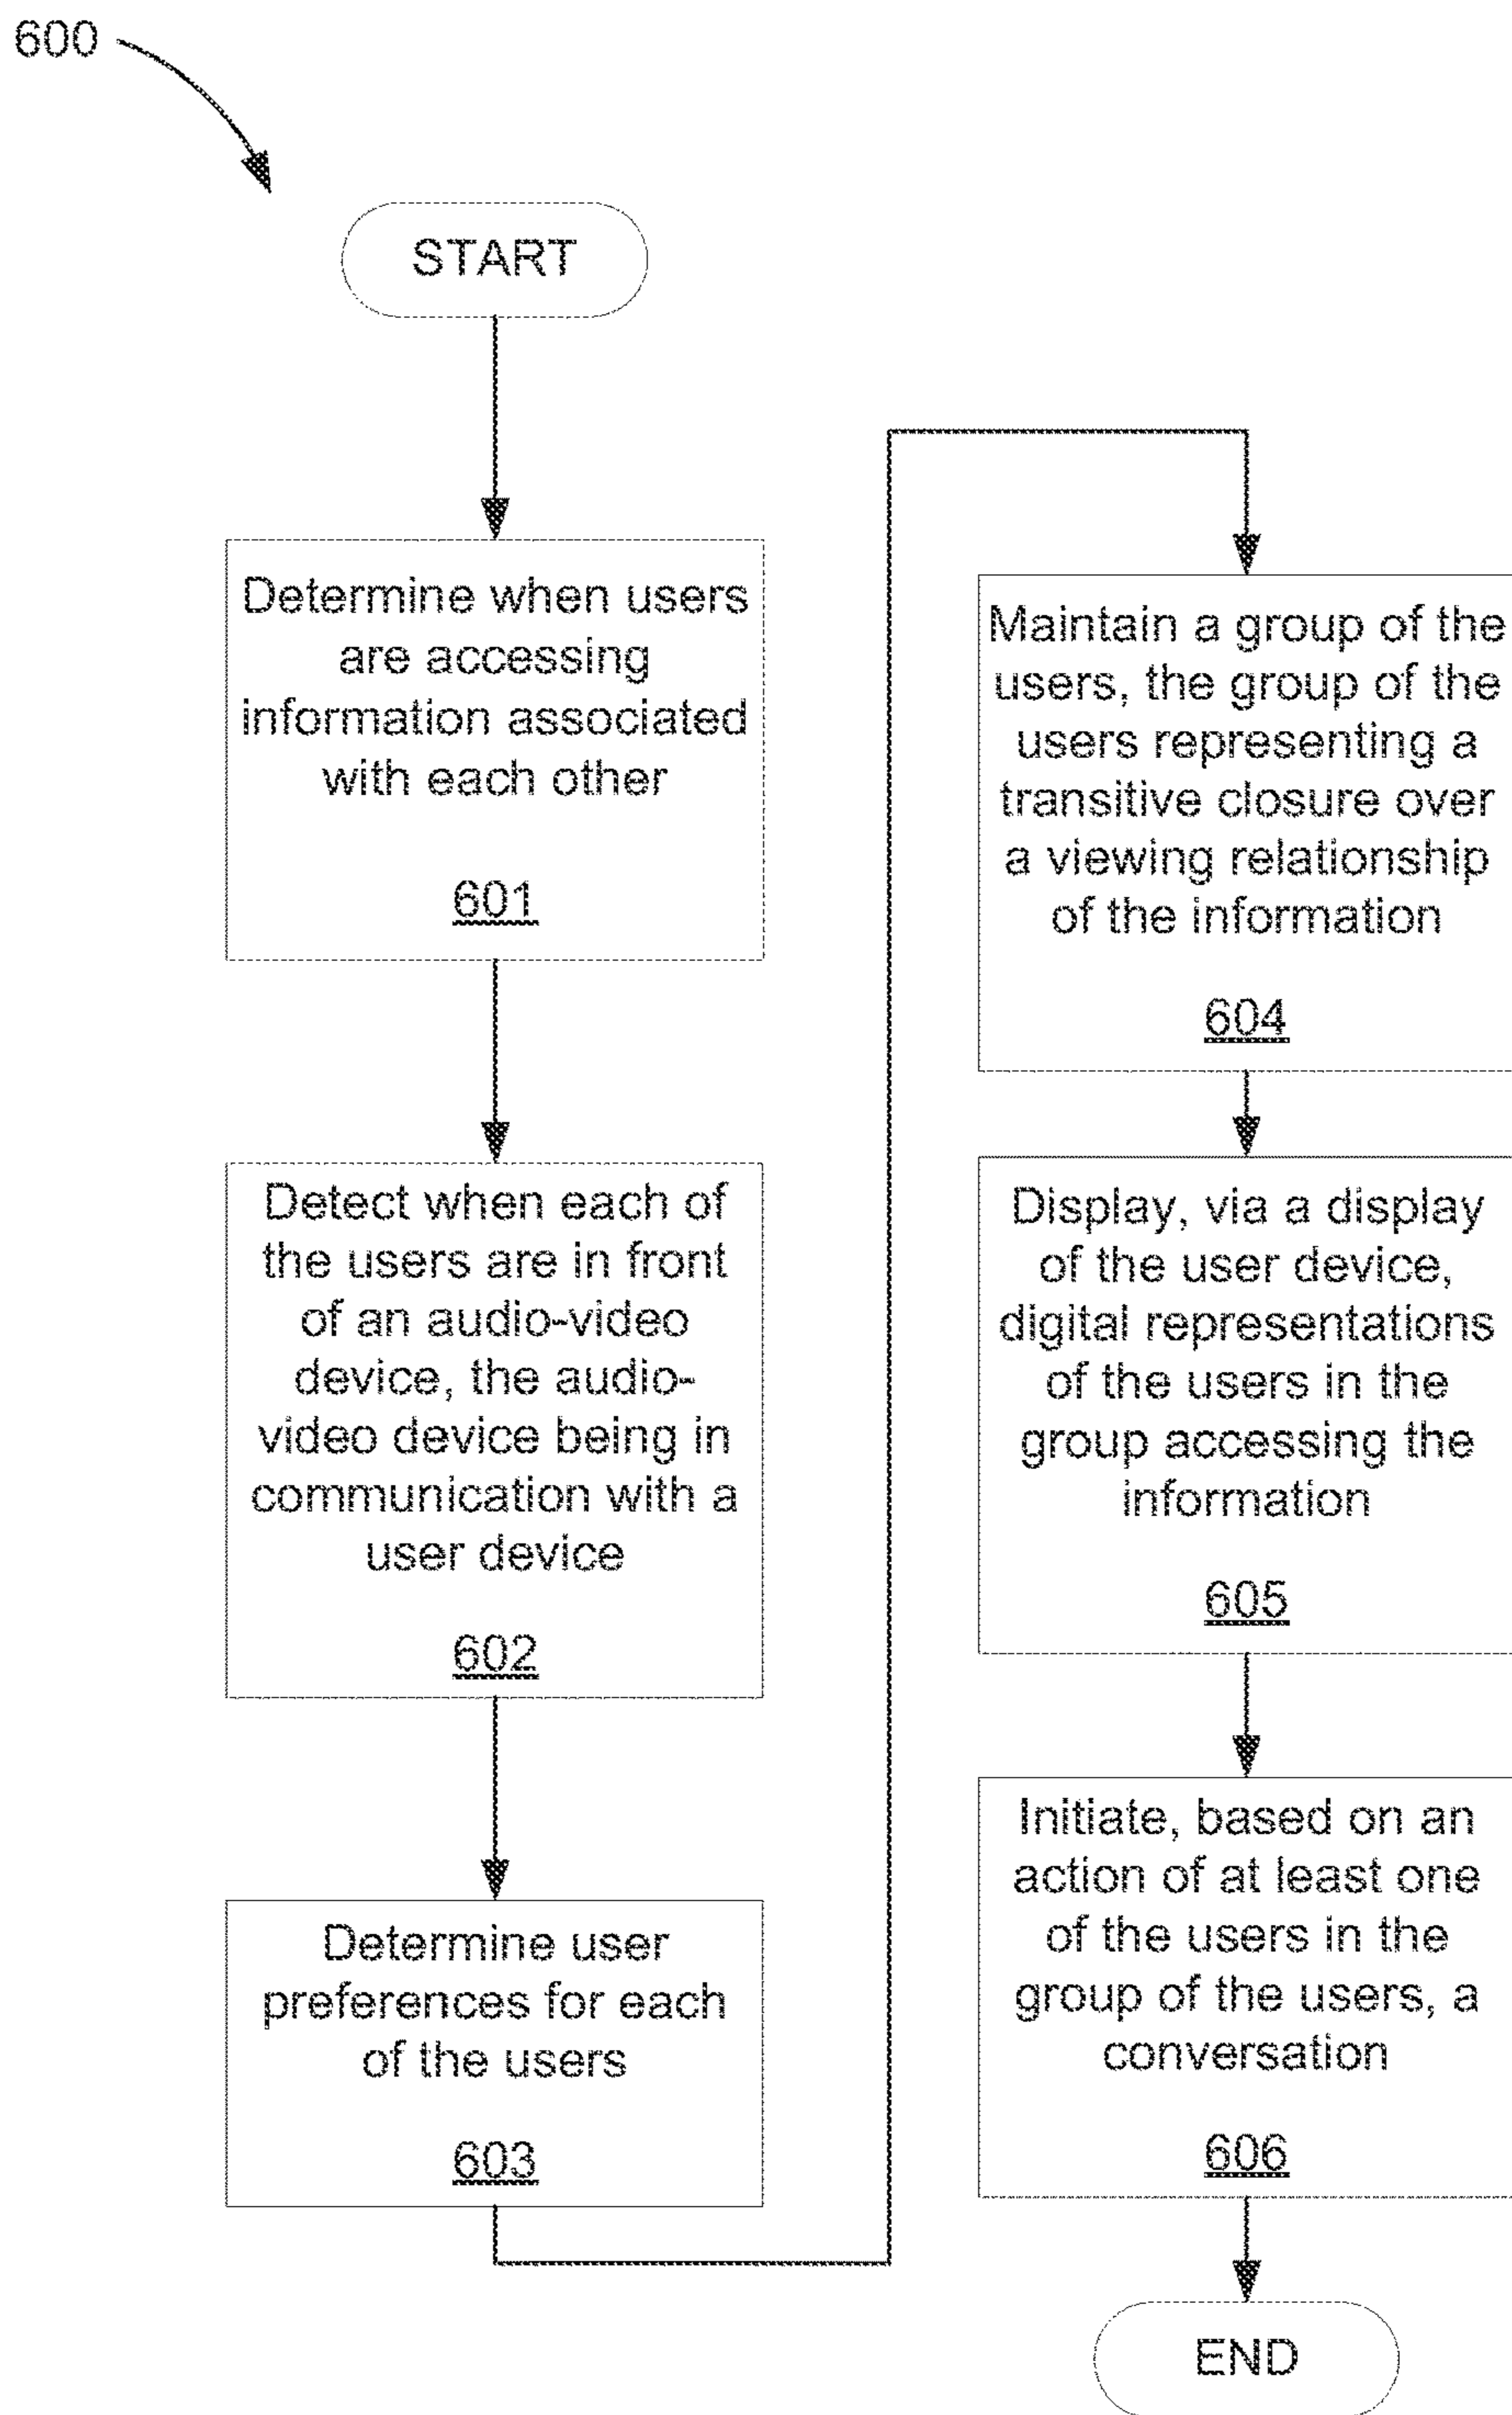 600
START
Determine when users
are accessing
information associated
with each other
601
Detect when each of
the users are in front
of an audio-video
device, the audio-
video device being in
communication with a
user device
602
Determine user
preferences for each
of the users
603
Maintain a group of the
users, the group of the
users representing a
transitive closure over
a viewing relationship
of the information
604
Display, via a display
of the user device,
digital representations
of the users in the
group accessing the
information
605
Initiate, based on an
action of at least one
of the users in the
group of the users, a
conversation
606
END